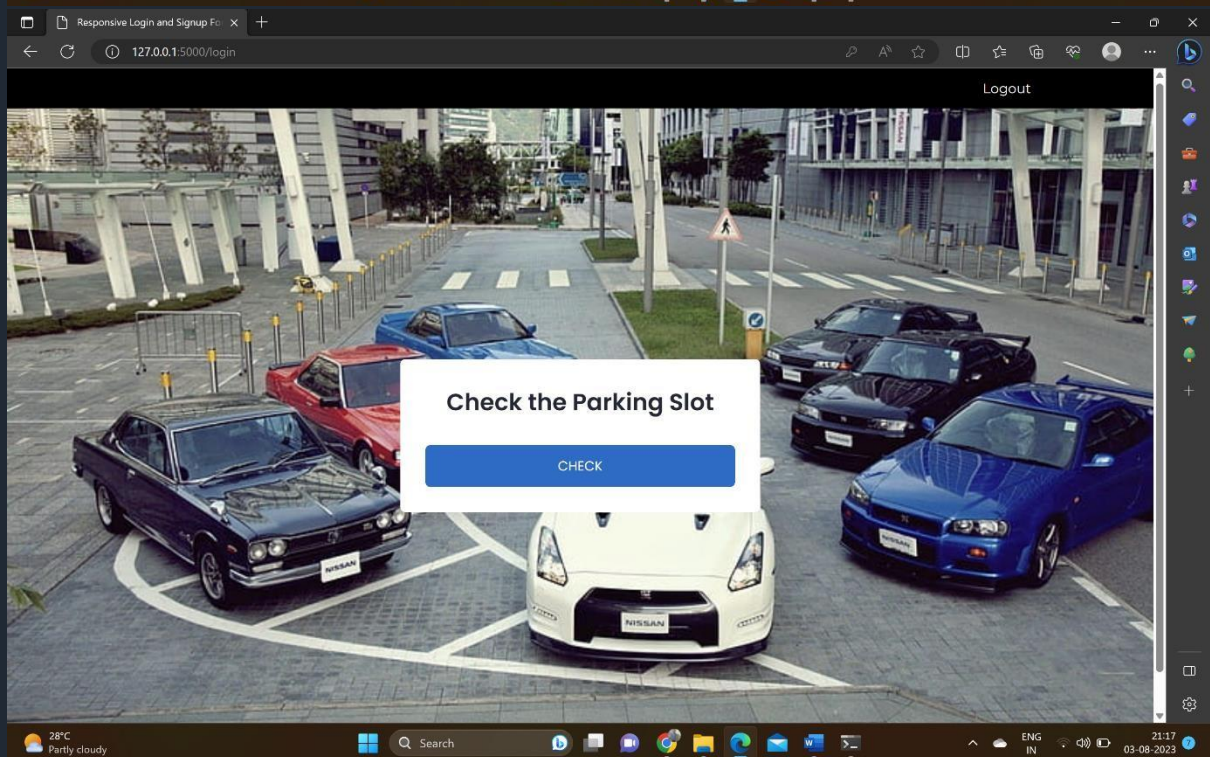 Responsive Login and Signup Fo
127.0.0.1:5000/login
Logout
Check the Parking Slot
CHECK
NISSAN
NISSAN
NISSAN
28°C
Partly cloudy
Search
ENG
IN
21:17
03-08-2023
7